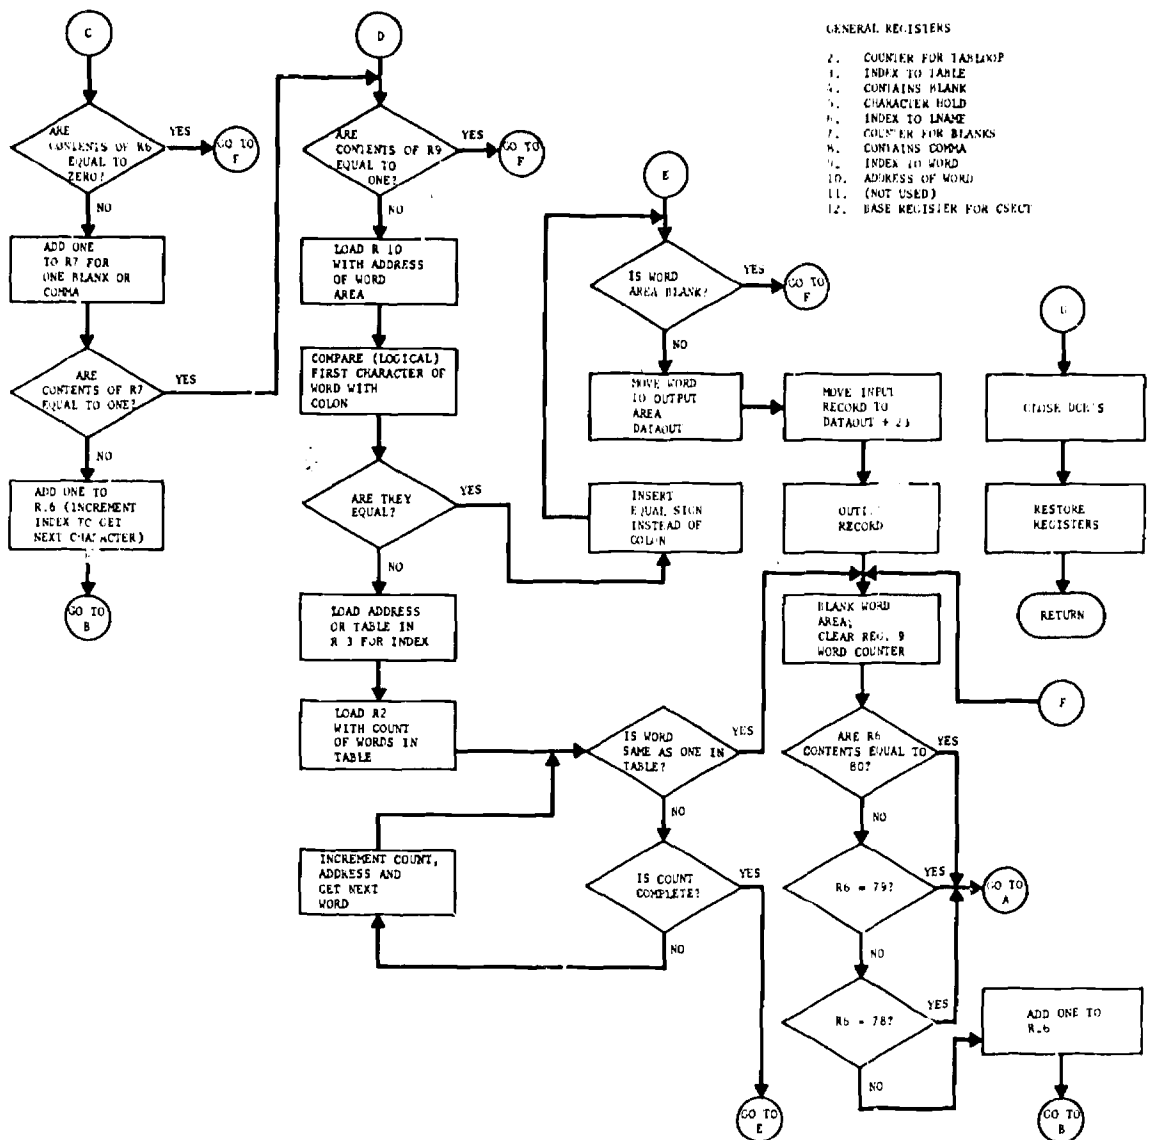 C
ARE
CONTENTS OF R6
EQUAL TO
ZERO?
YES
GO TO
F
NO
ADD ONE
TO R7 FOR
ONE BLANK OR
COMMA
ARE
CONTENTS OF R7
EQUAL TO ONE?
YES
NO
ADD ONE TO
R.6 (INCREMENT
INDEX TO GET
NEXT CHARACTER)
GO TO
B
D
ARE
CONTENTS OF R9
EQUAL TO
ONE?
YES
GO TO
F
NO
LOAD R 10
WITH ADDRESS
OF WORD
AREA
COMPARE (LOGICAL)
FIRST CHARACTER OF
WORD WITH
COLON
ARE THEY
EQUAL?
YES
NO
LOAD ADDRESS
OR TABLE IN
R 3 FOR INDEX
LOAD R2
WITH COUNT
OF WORDS IN
TABLE
INCREMENT COUNT,
ADDRESS AND
GET NEXT
WORD
E
IS WORD
AREA BLANK?
YES
GO TO
F
NO
MOVE WORD
TO OUTPUT
AREA
DATAOUT
INSERT
EQUAL SIGN
INSTEAD OF
COLON
IS WORD
SAME AS ONE IN
TABLE?
YES
NO
IS COUNT
COMPLETE?
YES
NO
GO TO
E
MOVE INPUT
RECORD TO
DATAOUT + 23
RECORD
BLANK WORD
AREA;
CLEAR REG. 9
WORD COUNTER
ARE R6
CONTENTS EQUAL TO
80?
YES
NO
R6 = 79?
YES
GO TO
A
NO
R6 = 78?
YES
NO
ADD ONE TO
R.6
GO TO
B
GENERAL REGISTERS
2. COUNTER FOR TABLOOP
3. INDEX TO TABLE
4. CONTAINS BLANK
5. CHARACTER HOLD
6. INDEX TO LNAME
7. COUNTER FOR BLANKS
8. CONTAINS COMMA
9. INDEX TO WORD
10. ADDRESS OF WORD
11. (NOT USED)
12. BASE REGISTER FOR CSECT
CLOSE DCB'S
RESTORE
REGISTERS
RETURN
F